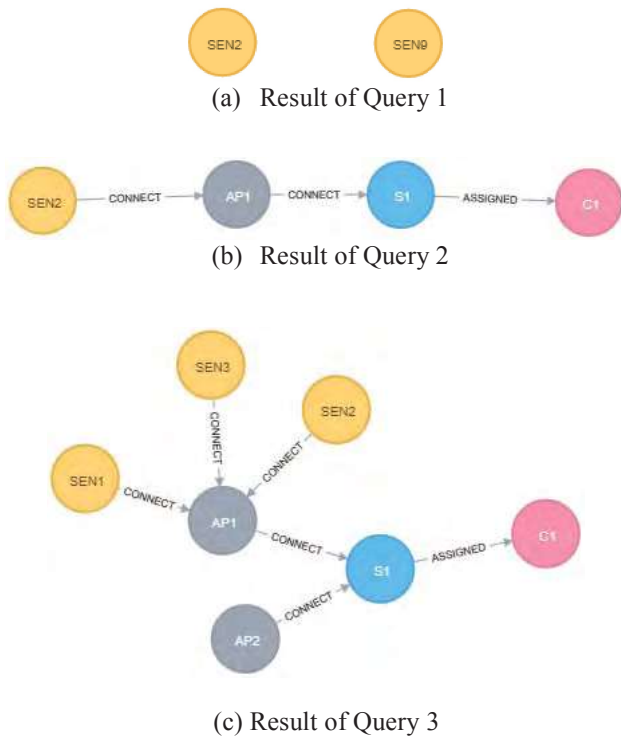 SEN2 SEN9
(a) Result of Query 1
SEN2 CONNECT AP1 CONNECT S1 ASSIGNED C1
(b) Result of Query 2
SEN3
SEN2
CONNECT
CONNECT
SEN1
CONNECT
AP1
CONNECT
C1
ASSIGNED
S1
CONNECT
AP2
(c) Result of Query 3